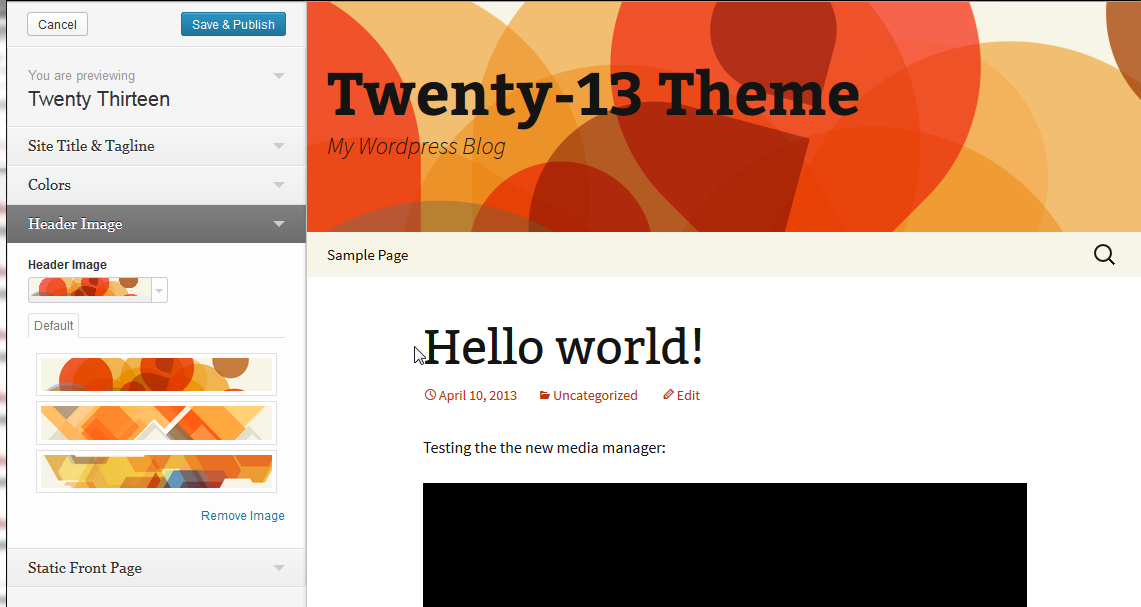 Cancel
Save & Publish
You are previewing
Twenty Thirteen
Site Title & Tagline
Colors
Header Image
Header Image
Default
Remove Image
Static Front Page
Twenty-13 Theme
My Wordpress Blog
Sample Page
Hello world!
April 10, 2013 Uncategorized Edit
Testing the the new media manager: